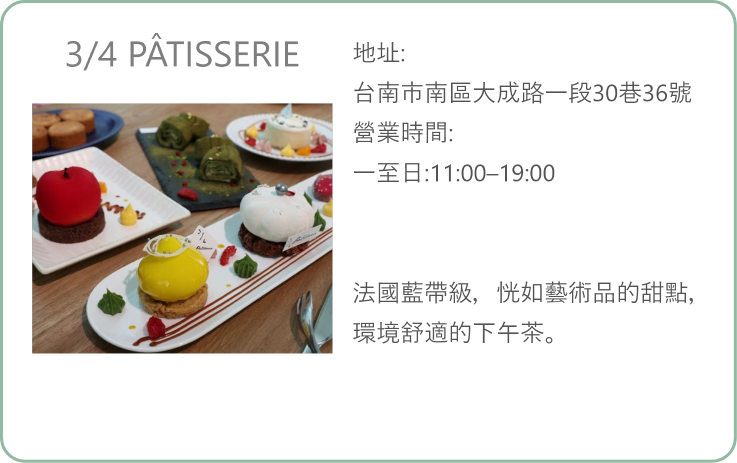 3/4 PÂTISSERIE
地址:
台南市南區大成路一段30巷36號
營業時間:
一至日:11:00–19:00
法國藍帶級，恍如藝術品的甜點，
環境舒適的下午茶。